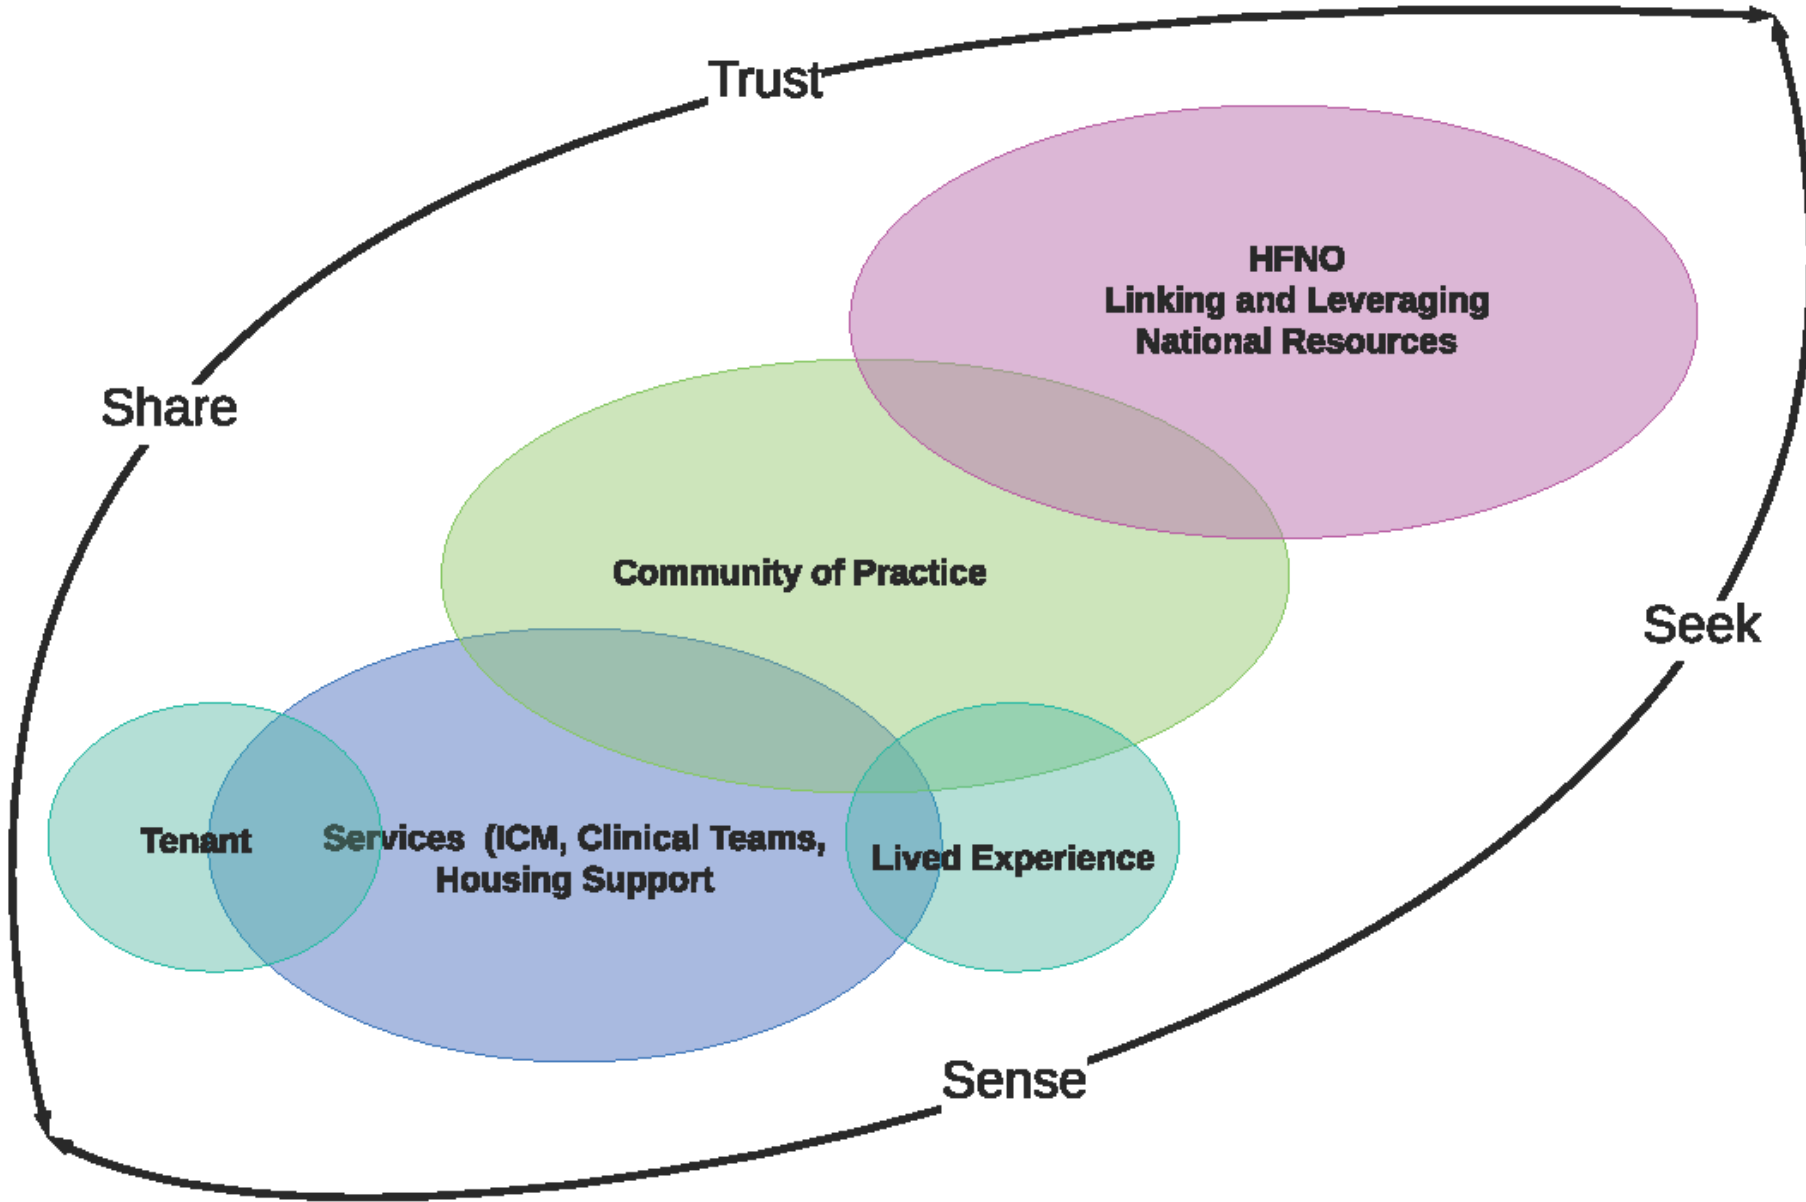 Trust
HFNO
Linking and Leveraging
National Resources
Share
Community of Practice
Seek
Tenant
Services (ICM, Clinical Teams,
Housing Support
Lived Experience
Sense